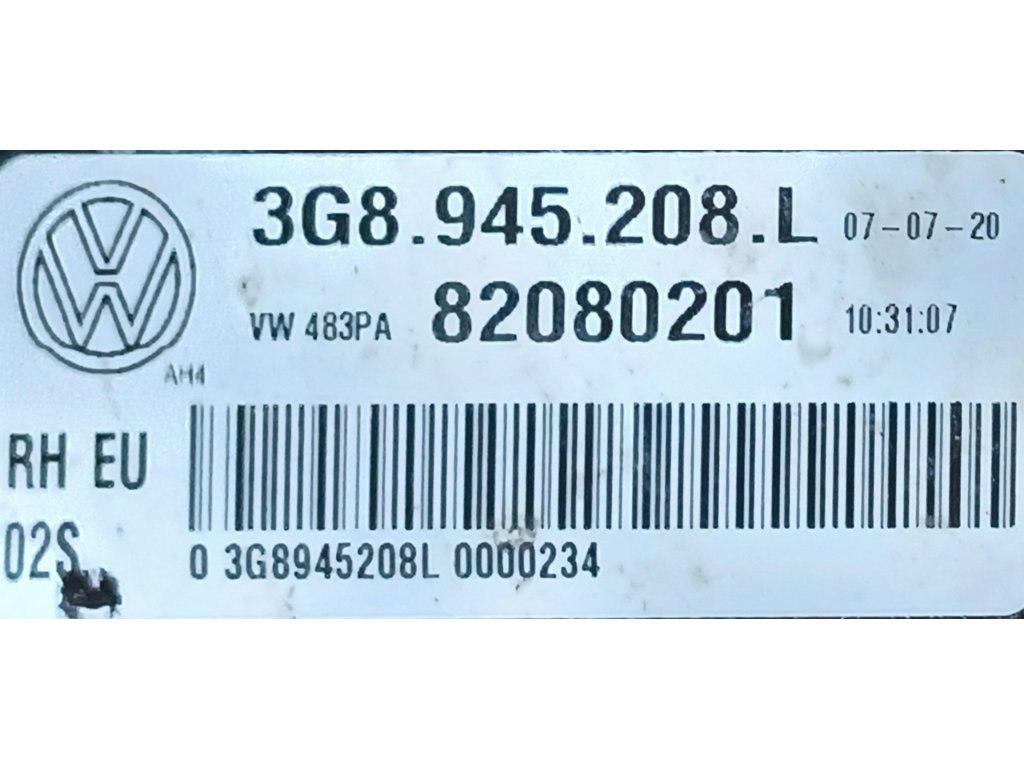 3G8.945.208.L 07-07-20
VW 483PA 82080201 10:31:07
AH4
RH EU
02S
0 3G8945208L 0000234